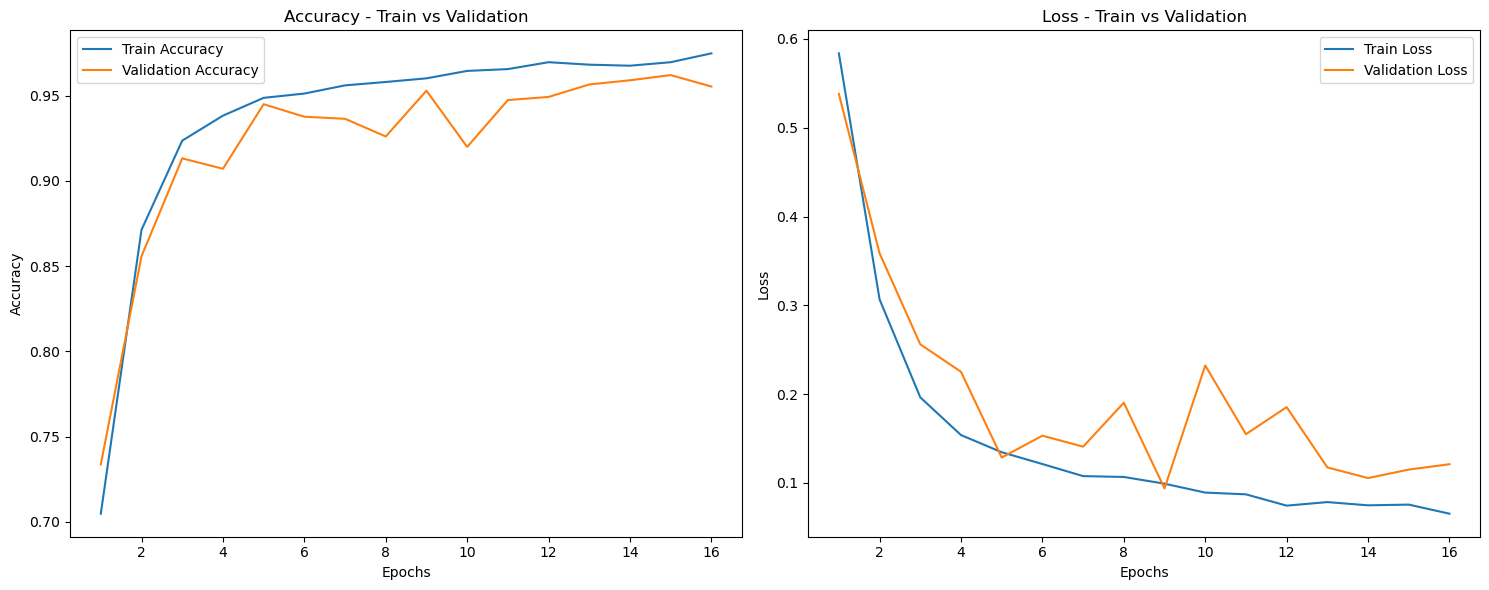 Accuracy - Train vs Validation
Train Accuracy
Validation Accuracy
0.95
0.90
0.85
0.80
0.75
0.70
Accuracy
2 4 6 8 10 12 14 16
Epochs
Loss - Train vs Validation
Train Loss
Validation Loss
0.6
0.5
0.4
0.3
0.2
0.1
Loss
2 4 6 8 10 12 14 16
Epochs